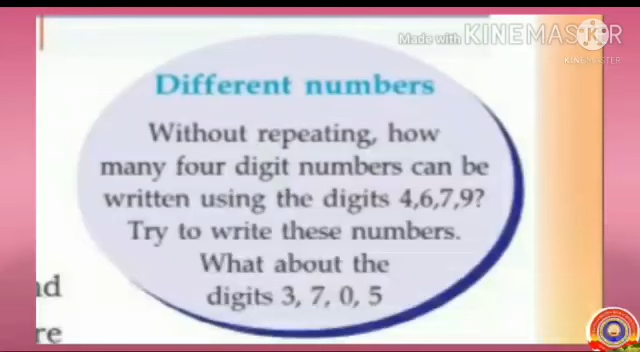 Made with KINEMASTER
KINEMASTER
Different numbers
Without repeating, how
many four digit numbers can be
written using the digits 4,6,7,9?
Try to write these numbers.
What about the
digits 3, 7, 0, 5
nd
re